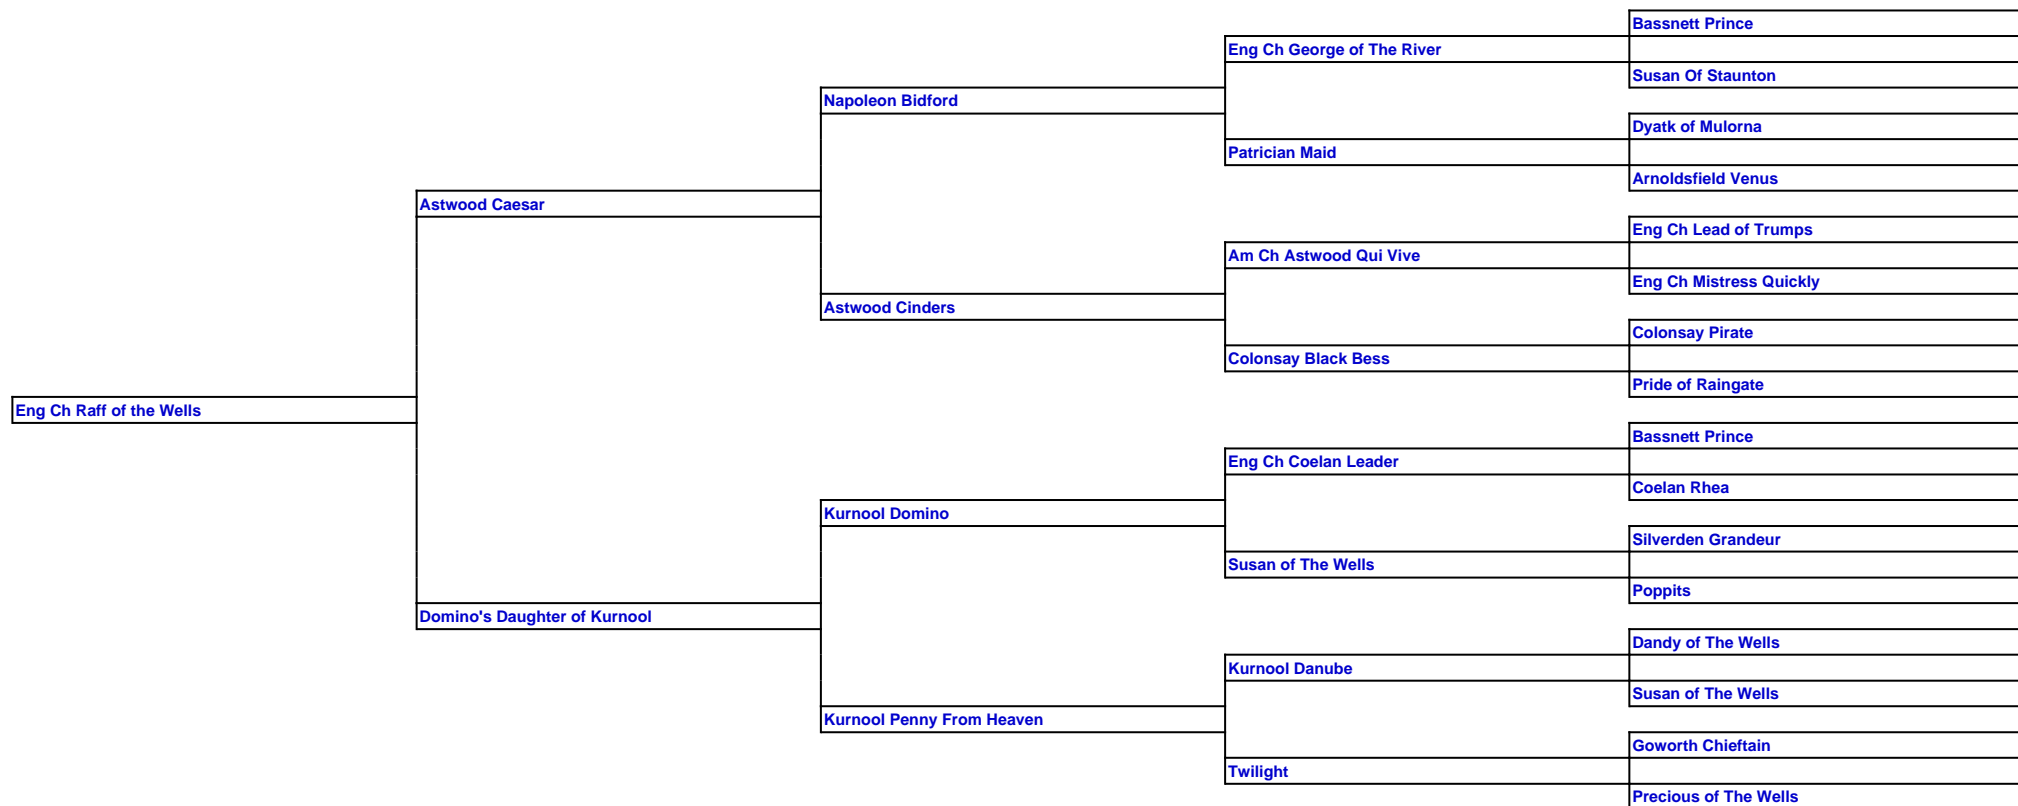 Bassnett Prince
Eng Ch George of The River
Susan Of Staunton
Napoleon Bidford
Dyatk of Mulorna
Patrician Maid
Arnoldsfield Venus
Astwood Caesar
Eng Ch Lead of Trumps
Am Ch Astwood Qui Vive
Eng Ch Mistress Quickly
Astwood Cinders
Colonsay Pirate
Colonsay Black Bess
Pride of Raingate
Eng Ch Raff of the Wells
Bassnett Prince
Eng Ch Coelan Leader
Coelan Rhea
Kurnool Domino
Silverden Grandeur
Susan of The Wells
Poppits
Domino's Daughter of Kurnool
Dandy of The Wells
Kurnool Danube
Susan of The Wells
Kurnool Penny From Heaven
Goworth Chieftain
Twilight
Precious of The Wells